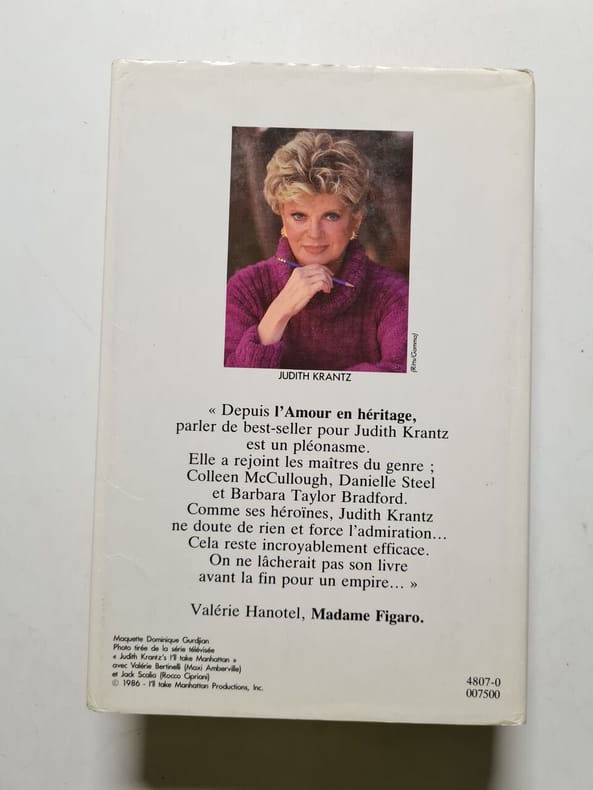 (Rits/Gamma)
JUDITH KRANTZ
« Depuis l'Amour en héritage,
parler de best-seller pour Judith Krantz
est un pléonasme.
Elle a rejoint les maîtres du genre ;
Colleen McCullough, Danielle Steel
et Barbara Taylor Bradford.
Comme ses héroïnes, Judith Krantz
ne doute de rien et force l'admiration...
Cela reste incroyablement efficace.
On ne lâcherait pas son livre
avant la fin pour un empire... »
Valérie Hanotel, Madame Figaro.
Maquette Dominique Gurdjian
Photo tirée de la série télévisée
« Judith Krantz's I'll take Manhattan »
avec Valérie Bertinelli (Maxi Amberville)
et Jack Scalia (Rocco Cipriani)
© 1986 - I'll take Manhattan Productions, Inc.
4807-0
007500